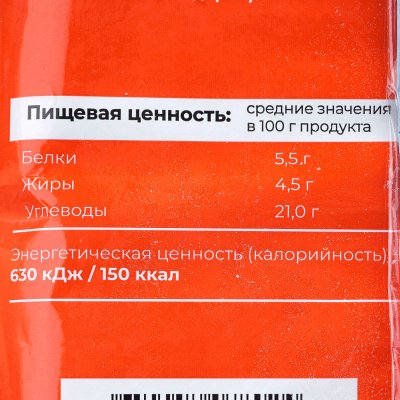 Пищевая ценность:
средние значения
в 100 г продукта
Белки 5,5 г
Жиры 4,5 г
Углеводы 21,0 г
Энергетическая ценность (калорийность)
630 кДж / 150 ккал